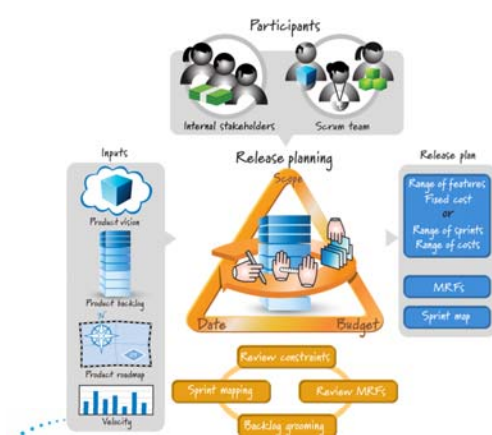 Participants
Internal stakeholders
Scrum team
Inputs
Release planning
Release plan
Scope
Product vision
Range of features
Fixed cost
or
Range of sprints
Range of costs
Product backlog
MRFs
Sprint map
Date
Budget
Product roadmap
Review constraints
Sprint mapping
Review MRFs
Velocity
Backlog grooming